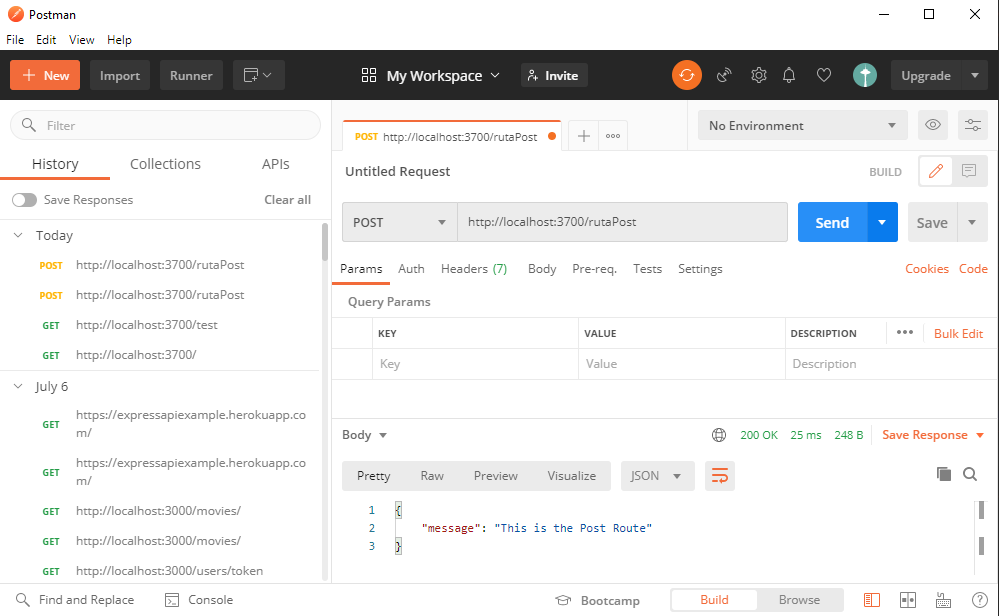 Postman
File Edit View Help
+ New Import Runner My Workspace Invite Upgrade
Filter
History Collections APIs
Save Responses Clear all
Today
POST http://localhost:3700/rutaPost
POST http://localhost:3700/rutaPost
GET http://localhost:3700/test
GET http://localhost:3700/
July 6
GET https://expressapiexample.herokuapp.co
m/
GET https://expressapiexample.herokuapp.co
m/
GET http://localhost:3000/movies/
GET http://localhost:3000/movies/
GET http://localhost:3000/users/token
POST http://localhost:3700/rutaPost
No Environment
Untitled Request BUILD
POST http://localhost:3700/rutaPost Send Save
Params Auth Headers (7) Body Pre-req. Tests Settings Cookies Code
Query Params
KEY VALUE DESCRIPTION ••• Bulk Edit
Key Value Description
Body 200 OK 25 ms 248 B Save Response
Pretty Raw Preview Visualize JSON
1 {
2 "message": "This is the Post Route"
3 }
Find and Replace Console Bootcamp Build Browse